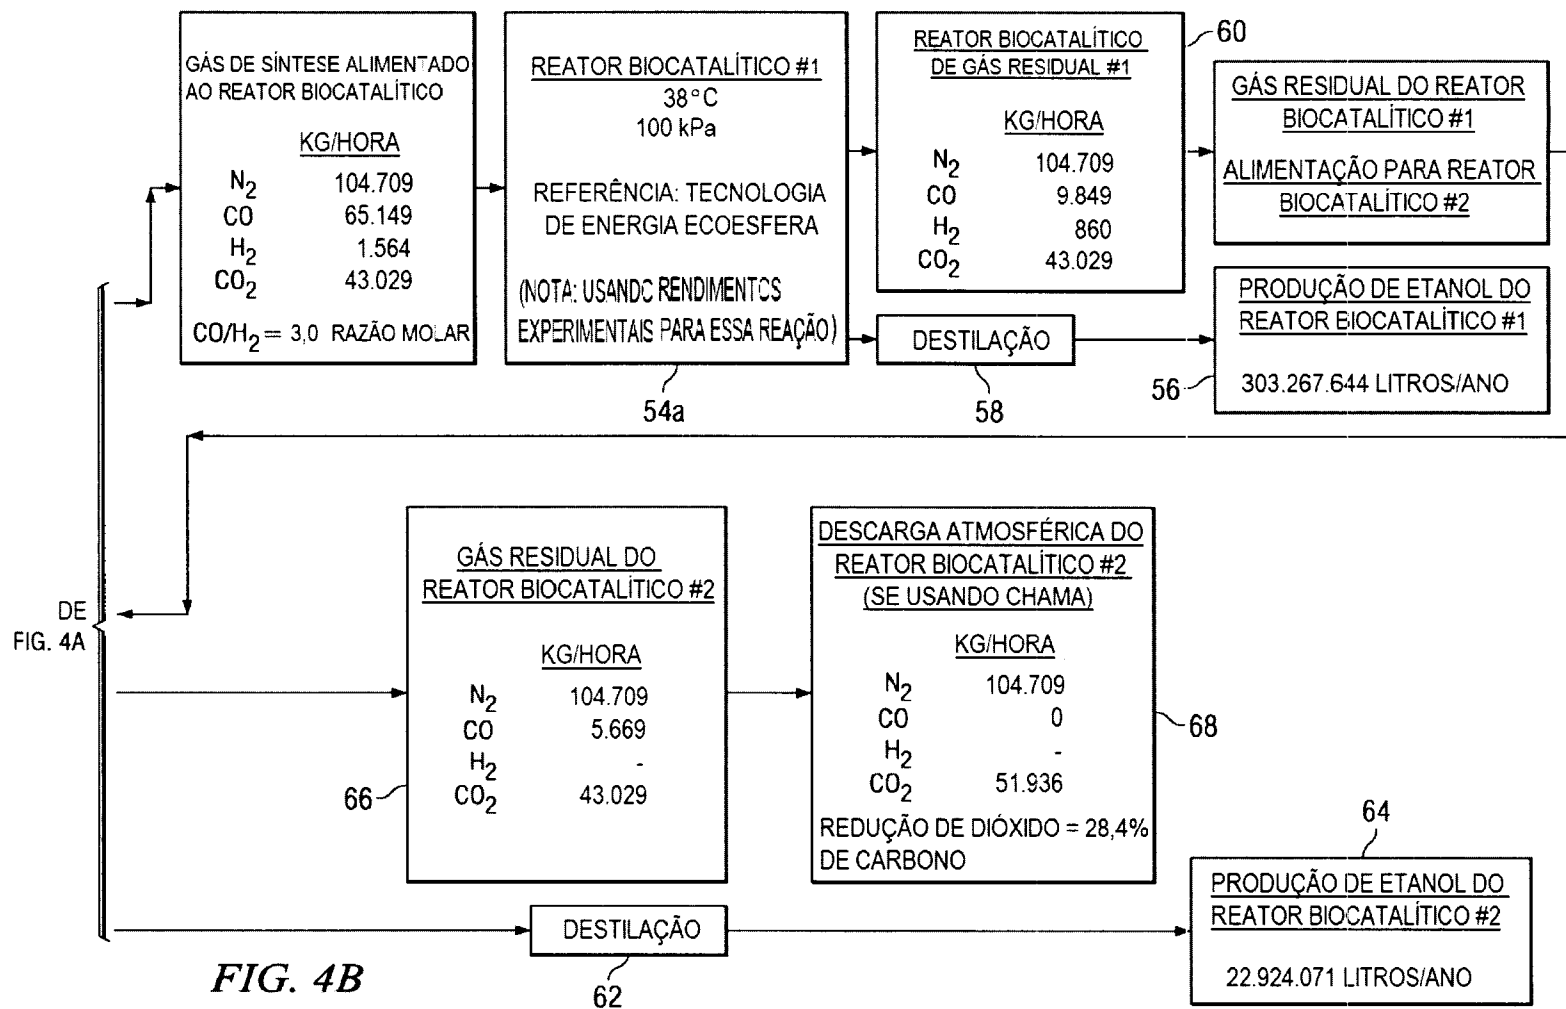 GÁS DE SÍNTESE ALIMENTADO
AO REATOR BIOCATALÍTICO
KG/HORA
N2 104.709
CO 65.149
H2 1.564
CO2 43.029
CO/H2 = 3,0 RAZÃO MOLAR
REATOR BIOCATALÍTICO #1
38°C
100 kPa
REFERÊNCIA: TECNOLOGIA
DE ENERGIA ECOESFERA
(NOTA: USANDO RENDIMENTOS
EXPERIMENTAIS PARA ESSA REAÇÃO)
54a
REATOR BIOCATALÍTICO
DE GÁS RESIDUAL #1
KG/HORA
N2 104.709
CO 9.849
H2 860
CO2 43.029
60
DESTILAÇÃO
58
GÁS RESIDUAL DO REATOR
BIOCATALÍTICO #1
ALIMENTAÇÃO PARA REATOR
BIOCATALÍTICO #2
PRODUÇÃO DE ETANOL DO
REATOR BIOCATALÍTICO #1
303.267.644 LITROS/ANO
56
DE
FIG. 4A
GÁS RESIDUAL DO
REATOR BIOCATALÍTICO #2
KG/HORA
N2 104.709
CO 5.669
H2 -
CO2 43.029
66
DESCARGA ATMOSFÉRICA DO
REATOR BIOCATALÍTICO #2
(SE USANDO CHAMA)
KG/HORA
N2 104.709
CO 0
H2 -
CO2 51.936
REDUÇÃO DE DIÓXIDO = 28,4%
DE CARBONO
68
64
PRODUÇÃO DE ETANOL DO
REATOR BIOCATALÍTICO #2
22.924.071 LITROS/ANO
DESTILAÇÃO
62
FIG. 4B